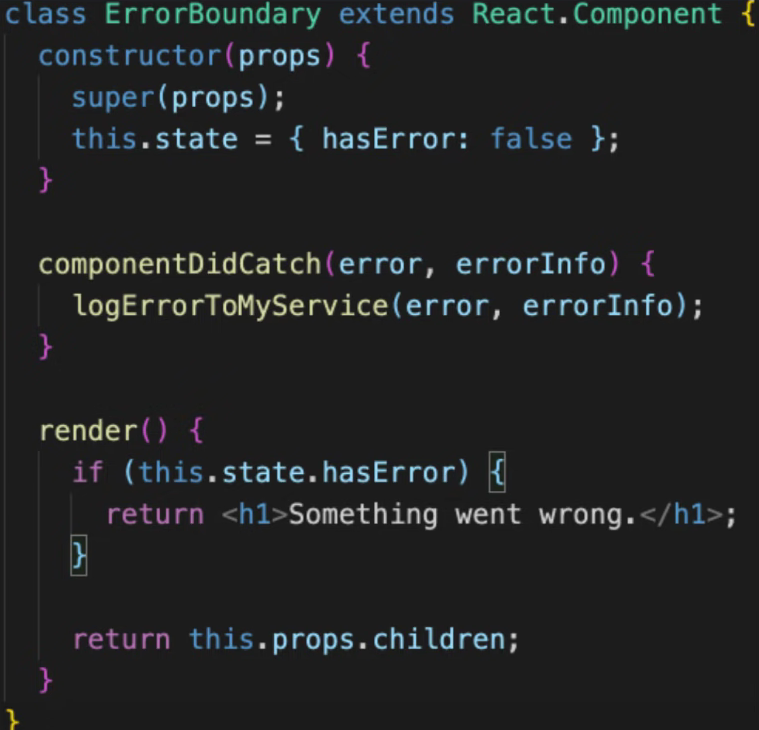 class ErrorBoundary extends React.Component {
  constructor(props) {
    super(props);
    this.state = { hasError: false };
  }

  componentDidCatch(error, errorInfo) {
    logErrorToMyService(error, errorInfo);
  }

  render() {
    if (this.state.hasError) {
      return <h1>Something went wrong.</h1>;
    }

    return this.props.children;
  }
}